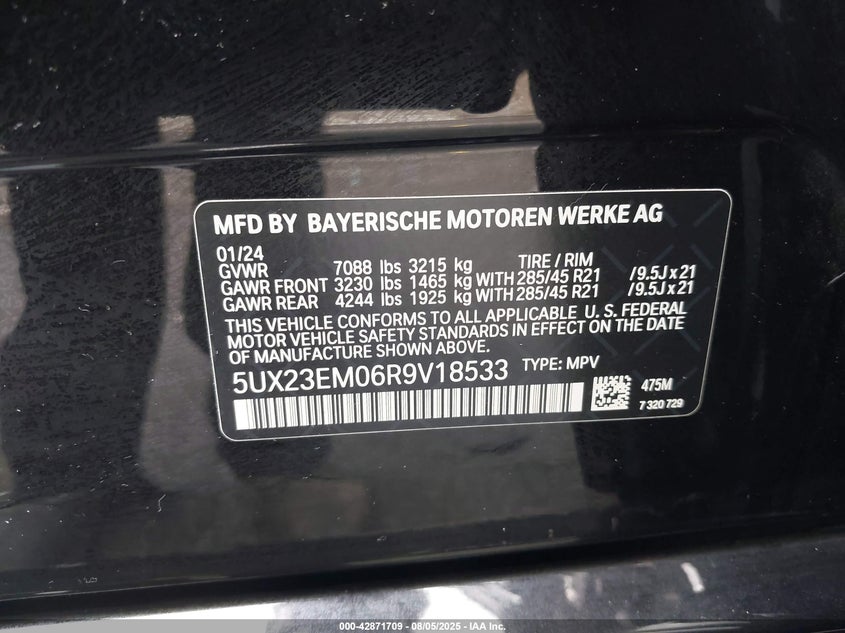 MFD BY BAYERISCHE MOTOREN WERKE AG
01/24 TIRE / RIM
GVWR 7088 lbs 3215 kg
GAWR FRONT 3230 lbs 1465 kg WITH 285/45 R21 /9.5J x 21
GAWR REAR 4244 lbs 1925 kg WITH 285/45 R21 /9.5J x 21
THIS VEHICLE CONFORMS TO ALL APPLICABLE U. S. FEDERAL
MOTOR VEHICLE SAFETY STANDARDS IN EFFECT ON THE DATE
OF MANUFACTURE SHOWN ABOVE.
5UX23EM06R9V18533 TYPE: MPV
475M
7 320 729
000-42871709 - 08/05/2025 - IAA Inc.